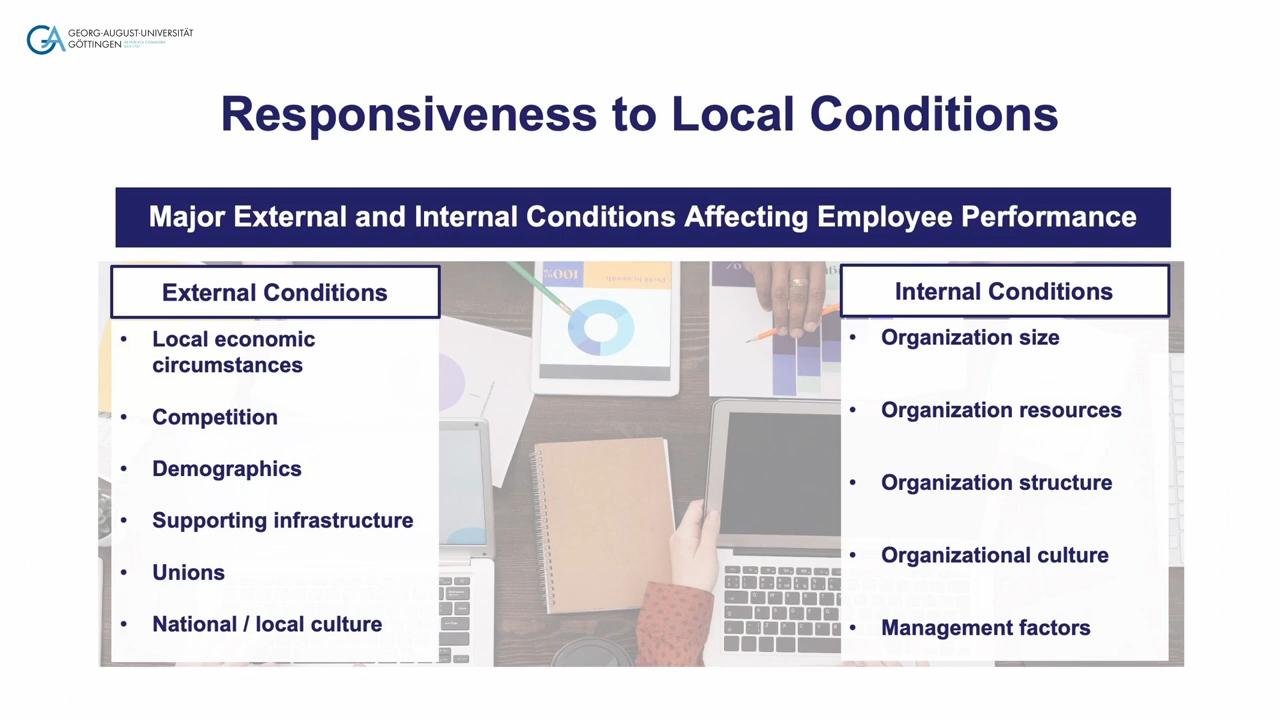 GEORG-AUGUST-UNIVERSITÄT
GÖTTINGEN
Responsiveness to Local Conditions
Major External and Internal Conditions Affecting Employee Performance
External Conditions
• Local economic
circumstances
• Competition
• Demographics
• Supporting infrastructure
• Unions
• National / local culture
Internal Conditions
• Organization size
• Organization resources
• Organization structure
• Organizational culture
• Management factors